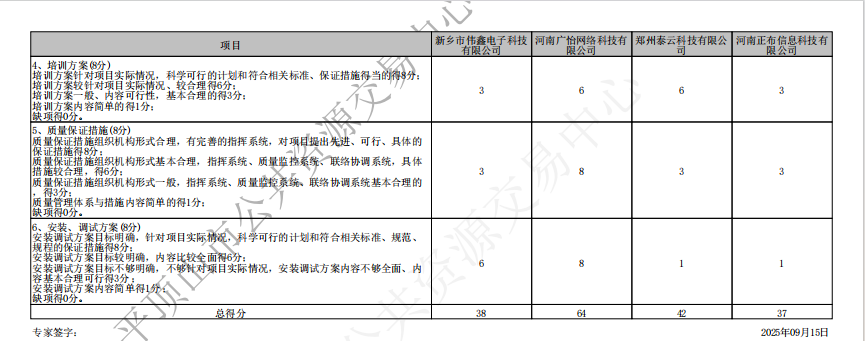 项目
新乡市伟鑫电子科技有限公司
河南广怡网络科技有限公司
郑州泰云科技有限公司
河南正布信息科技有限公司
4、培训方案(8分)
培训方案针对项目实际情况，科学可行的计划和符合相关标准、保证措施得当的得8分；
培训方案较针对项目实际情况、较合理得6分；
培训方案一般、内容可行性，基本合理的得3分；
培训方案内容简单的得1分；
缺项得0分。
3
6
6
3
5、质量保证措施(8分)
质量保证措施组织机构形式合理，有完善的指挥系统，对项目提出先进、可行、具体的
保证措施得8分；
质量保证措施组织机构形式基本合理，指挥系统、质量监控系统、联络协调系统，具体
措施较合理，得6分；
质量保证措施组织机构形式一般，指挥系统、质量监控系统、联络协调系统基本合理的
，得3分；
质量管理体系与措施内容简单的得1分；
缺项得0分。
3
8
3
3
6、安装、调试方案(8分)
安装调试方案目标明确，针对项目实际情况，科学可行的计划和符合相关标准、规范、
规程的保证措施得8分；
安装调试方案目标较明确，内容比较全面得6分；
安装调试方案目标不够明确，不够针对项目实际情况，安装调试方案内容不够全面、内
容基本合理可行得3分；
安装调试方案内容简单得1分；
缺项得0分。
6
8
1
1
总得分
38
64
42
37
专家签字：
2025年09月15日
平顶山市公共资源交易中心
公共资源交易中心